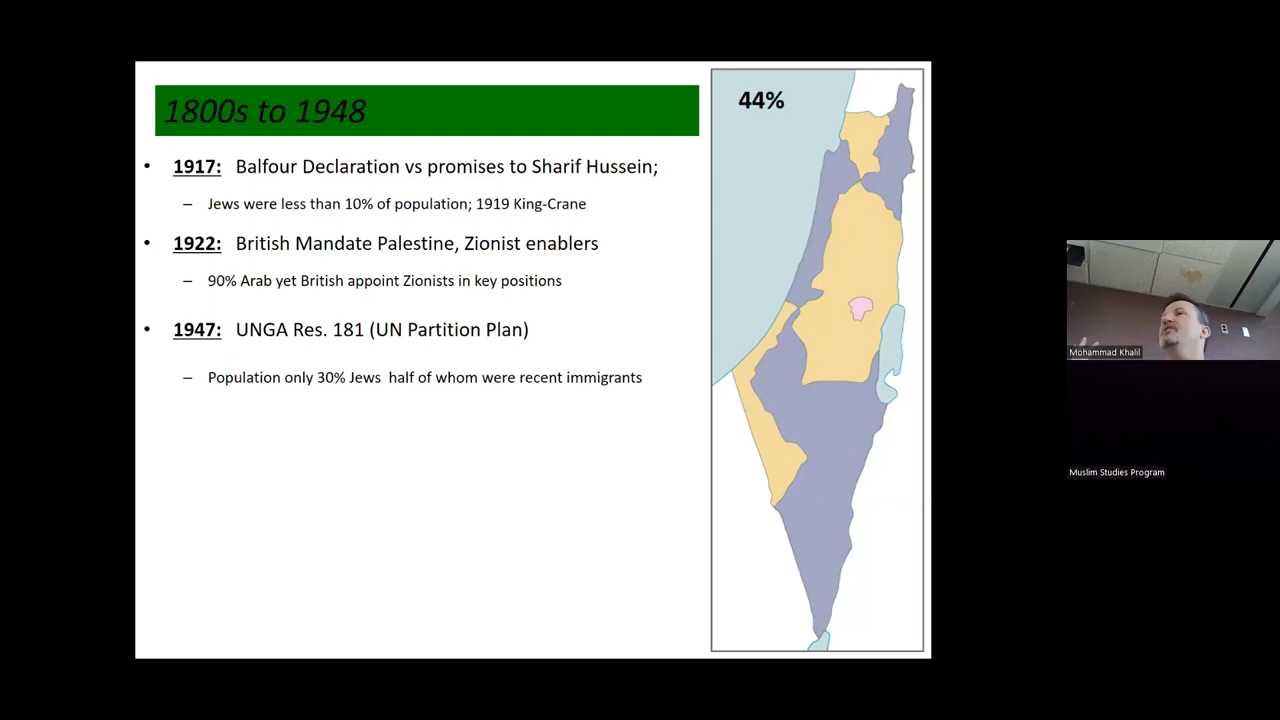 1800s to 1948
• 1917: Balfour Declaration vs promises to Sharif Hussein;
– Jews were less than 10% of population; 1919 King-Crane
• 1922: British Mandate Palestine, Zionist enablers
– 90% Arab yet British appoint Zionists in key positions
• 1947: UNGA Res. 181 (UN Partition Plan)
– Population only 30% Jews half of whom were recent immigrants
44%
Mohammad Khalil
Muslim Studies Program